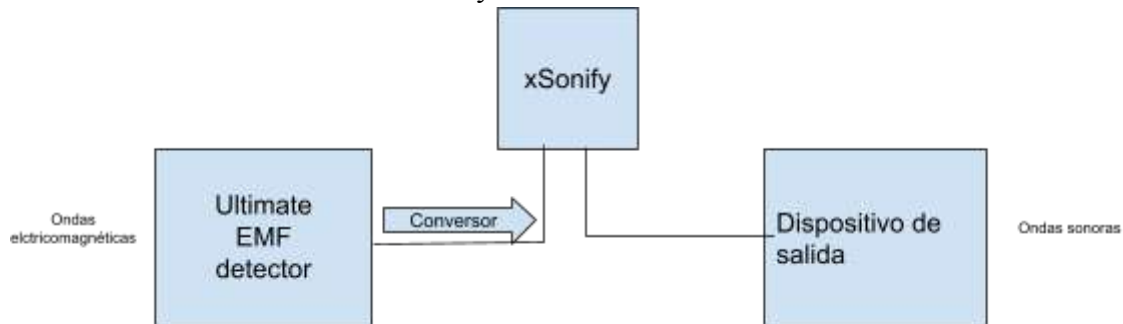 xSonify
Ondas
elctricomagnéticas
Ultimate
EMF
detector
Conversor
Dispositivo de
salida
Ondas sonoras